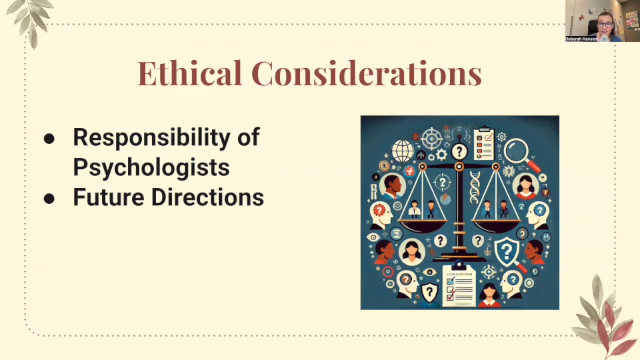 Ethical Considerations
● Responsibility of
Psychologists
● Future Directions